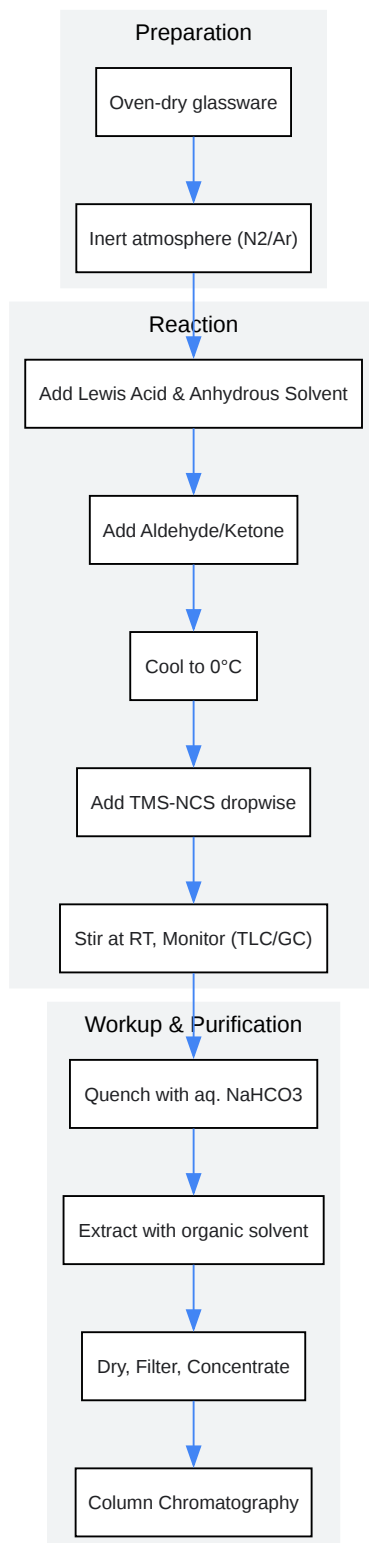 Preparation
Oven-dry glassware
Inert atmosphere (N2/Ar)
Reaction
Add Lewis Acid & Anhydrous Solvent
Add Aldehyde/Ketone
Cool to 0°C
Add TMS-NCS dropwise
Stir at RT, Monitor (TLC/GC)
Workup & Purification
Quench with aq. NaHCO3
Extract with organic solvent
Dry, Filter, Concentrate
Column Chromatography